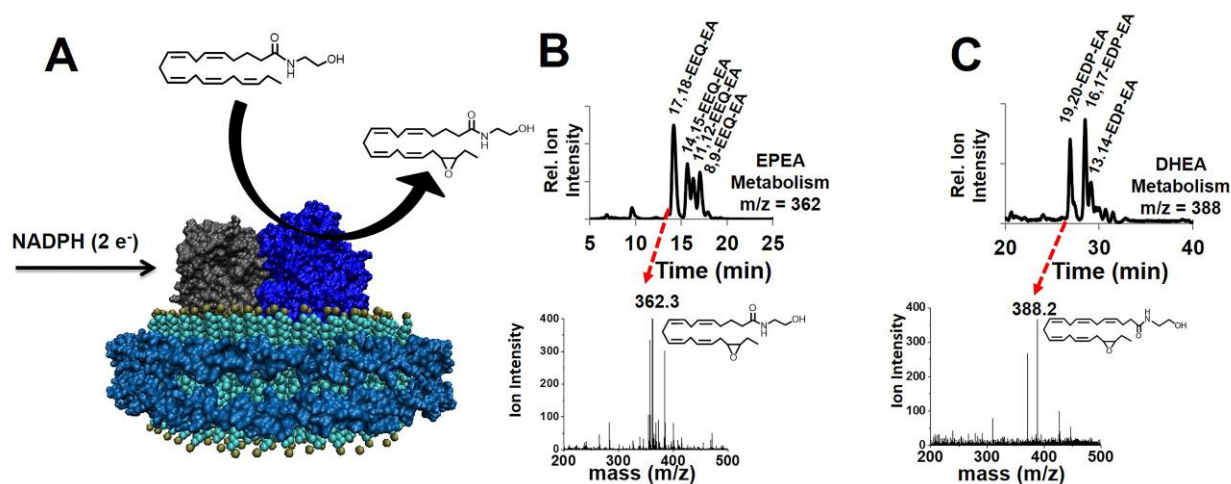 A
O
N
H
OH
O
N
H
OH
O
NADPH (2 e-)
B
17,18-EEQ-EA
14,15-EEQ-EA
11,12-EEQ-EA
8,9-EEQ-EA
Rel. Ion
Intensity
EPEA
Metabolism
m/z = 362
5 10 15 20 25
Time (min)
362.3
Ion Intensity
400
300
200
100
0
200 300 400 500
mass (m/z)
O
N
H
OH
O
C
19,20-EDP-EA
16,17-EDP-EA
13.14-EDP-EA
Rel. Ion
Intensity
DHEA
Metabolism
m/z = 388
20 30 40
Time (min)
388.2
Ion Intensity
400
300
200
100
0
200 300 400 500
mass (m/z)
H
N
O
OH
O